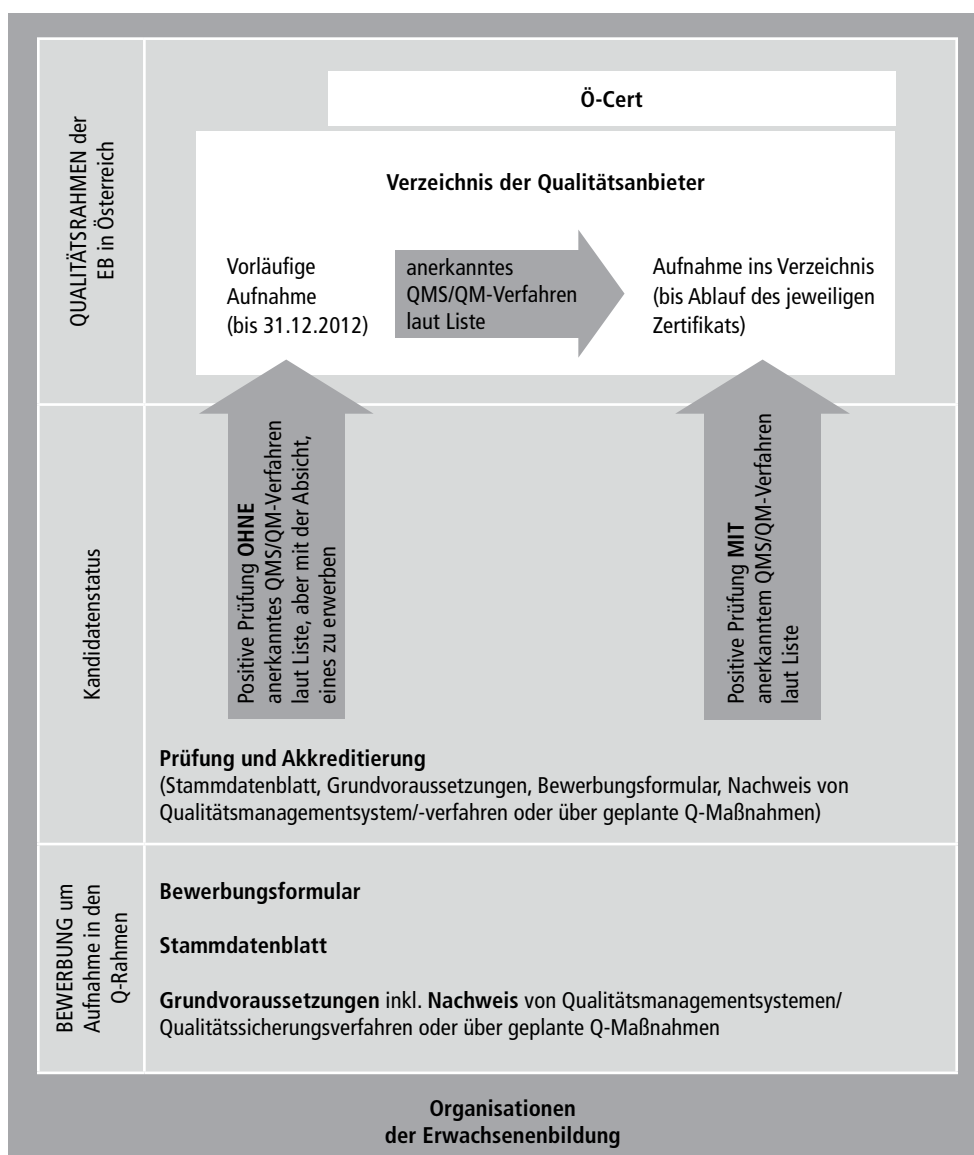 QUALITÄTSRAHMEN der
EB in Österreich
Ö-Cert
Verzeichnis der Qualitätsanbieter
Vorläufige
Aufnahme
(bis 31.12.2012)
anerkanntes
QMS/QM-Verfahren
laut Liste
Aufnahme ins Verzeichnis
(bis Ablauf des jeweiligen
Zertifikats)
Kandidatenstatus
Positive Prüfung OHNE
anerkanntes QMS/QM-Verfahren
laut Liste, aber mit der Absicht,
eines zu erwerben
Positive Prüfung MIT
anerkanntem QMS/QM-Verfahren
laut Liste
Prüfung und Akkreditierung
(Stammdatenblatt, Grundvoraussetzungen, Bewerbungsformular, Nachweis von
Qualitätsmanagementsystem/-verfahren oder über geplante Q-Maßnahmen)
BEWERBUNG um
Aufnahme in den
Q-Rahmen
Bewerbungsformular
Stammdatenblatt
Grundvoraussetzungen inkl. Nachweis von Qualitätsmanagementsystemen/
Qualitätssicherungsverfahren oder über geplante Q-Maßnahmen
Organisationen
der Erwachsenenbildung